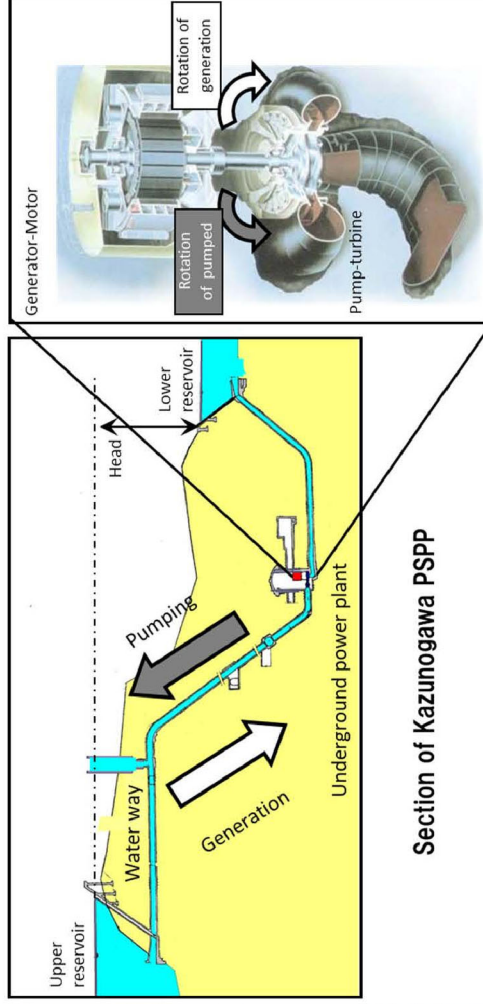 Upper
reservoir
Water way
Generation
Pumping
Head
Lower
reservoir
Underground power plant
Section of Kazunogawa PSPP
Generator-Motor
Rotation
of pumped
Rotation of
generation
Pump-turbine